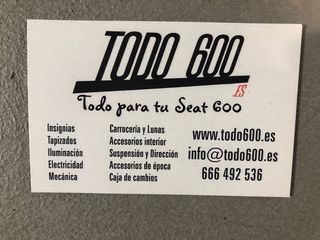 TODO 600
.ES
Todo para tu Seat 600
Insignias
Tapizados
Iluminación
Electricidad
Mecánica
Carrocería y Lunas
Accesorios interior
Suspensión y Dirección
Accesorios de época
Caja de cambios
www.todo600.es
info@todo600.es
666 492 536